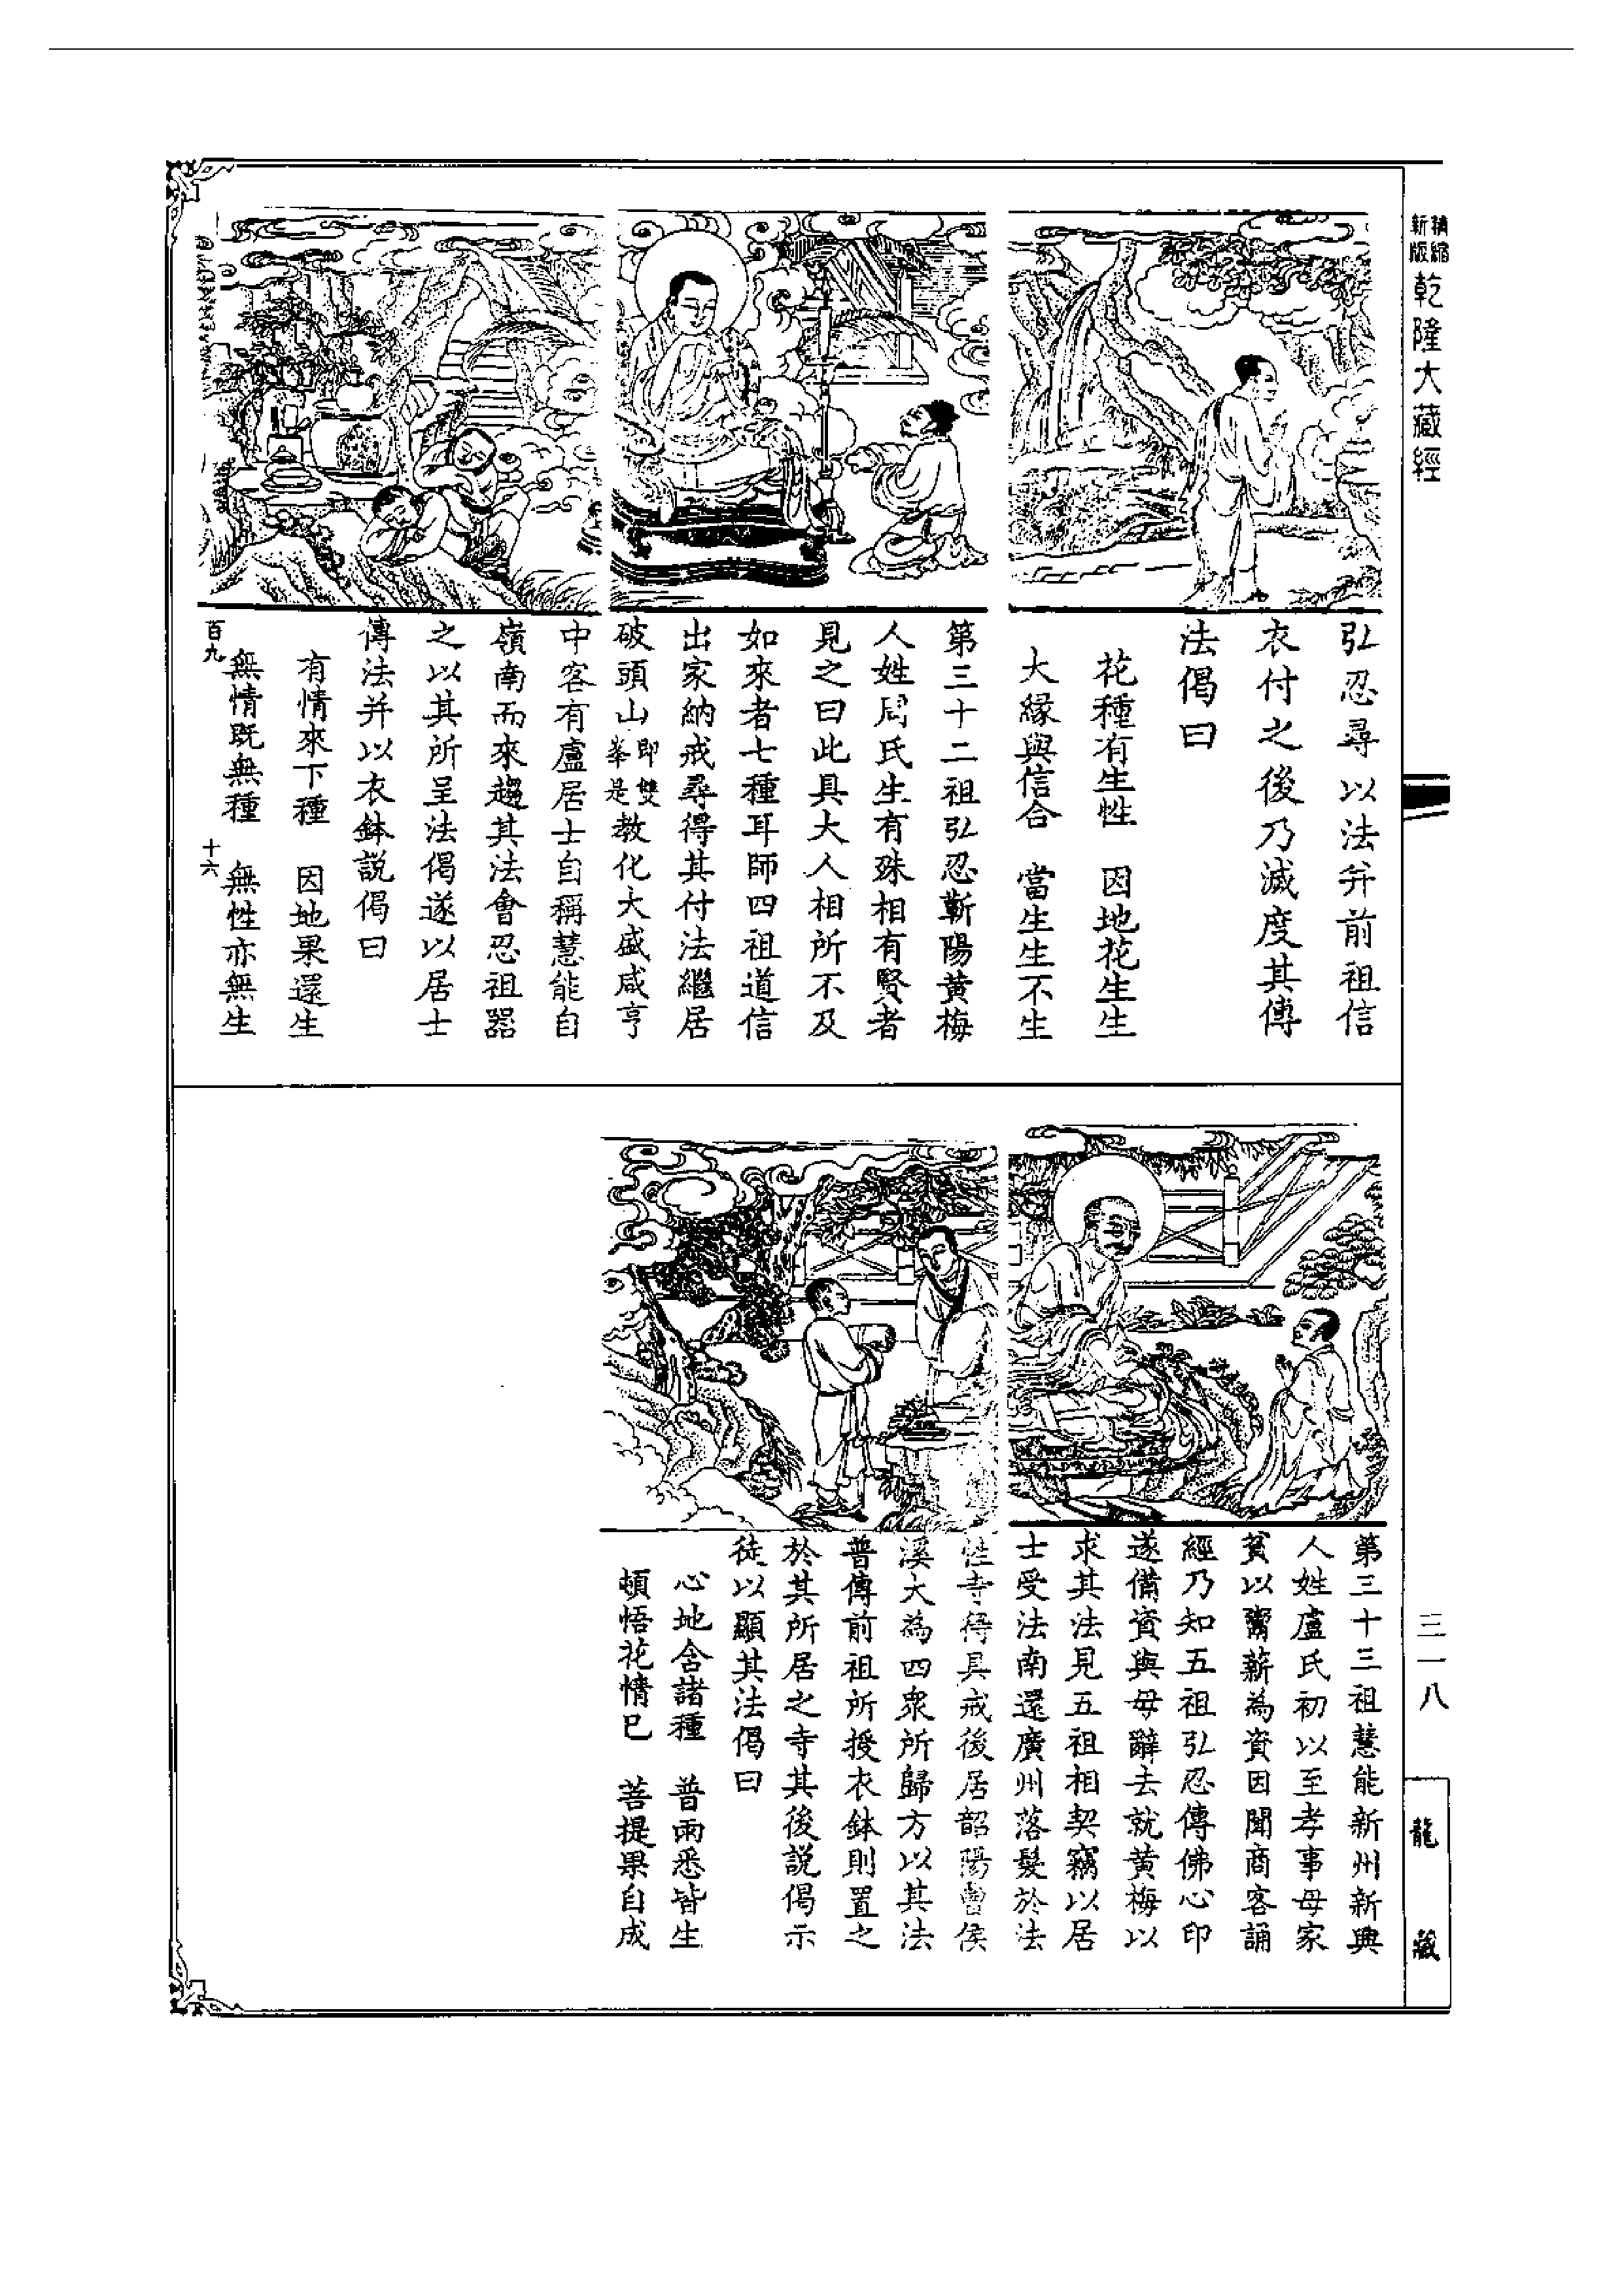 精縮
新版
乾隆大藏經
弘忍尋以法并前祖信
衣付之後乃滅度其傳
法偈曰
花種有生性　因地花生生
大緣與信合　當生生不生
第三十二祖弘忍蘄陽黄梅
人姓周氏生有殊相有賢者
見之曰此具大人相所不及
如來者七種耳師四祖道信
出家納戒尋得其付法繼居
破頭山即雙峯是教化大盛咸亨
中客有盧居士自稱慧能自
嶺南而來趨其法會忍祖器
之以其所呈法偈遂以居士
傳法并以衣鉢説偈曰
有情來下種　因地果還生
無情既無種　無性亦無生
百九　十六
第三十三祖慧能新州新興
人姓盧氏初以至孝事母家
貧以鬻薪為資因聞商客誦
經乃知五祖弘忍傳佛心印
遂備資與母辭去就黄梅以
求其法見五祖相契竊以居
士受法南還廣州落髮於法
性寺得具戒後居韶陽曹侯
溪大為四衆所歸方以其法
普傳前祖所授衣鉢則置之
於其所居之寺其後説偈示
徒以顯其法偈曰
心地含諸種　普雨悉皆生
頓悟花情已　菩提果自成
三一八
龍藏